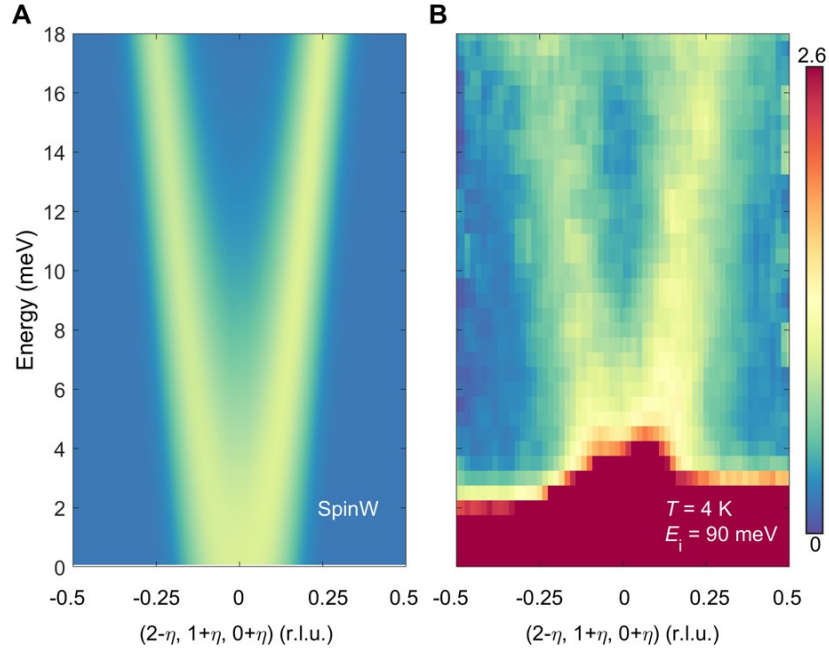 A
B
18
16
14
12
10
8
6
4
2
0
Energy (meV)
SpinW
-0.5
-0.25
0
0.25
0.5
(2-η, 1+η, 0+η) (r.l.u.)
T = 4 K
Ei = 90 meV
-0.5
-0.25
0
0.25
0.5
(2-η, 1+η, 0+η) (r.l.u.)
2.6
0